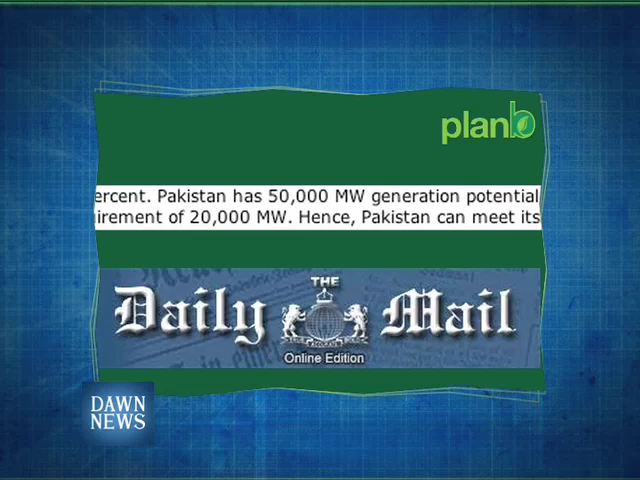 planb
ercent. Pakistan has 50,000 MW generation potential
irement of 20,000 MW. Hence, Pakistan can meet its
THE
Daily Mail
Online Edition
DAWN
NEWS